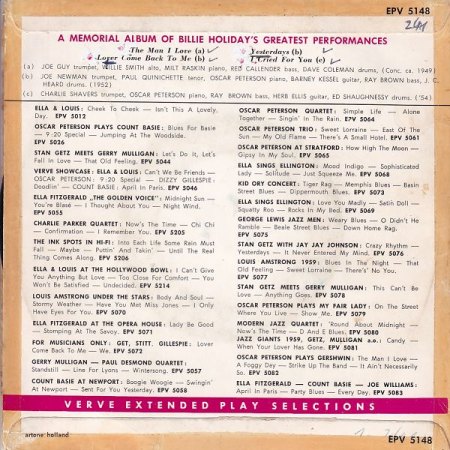 EPV 5148
241
A MEMORIAL ALBUM OF BILLIE HOLIDAY'S GREATEST PERFORMANCES
The Man I Love (a) Yesterdays (b)
Lover Come Back To Me (b) I Cried For You (c)
(a) JOE GUY trumpet, WILLIE SMITH alto, MILT RASKIN piano, RED CALLENDER bass, DAVE COLEMAN drums, (Conc. ca. 1949)
(b) JOE NEWMAN trumpet, PAUL QUINICHETTE tenor, OSCAR PETERSON piano, BARNEY KESSEL guitar, RAY BROWN bass, J. C.
HEARD drums. (1952)
(c) CHARLIE SHAVERS trumpet, OSCAR PETERSON piano, RAY BROWN bass, HERB ELLIS guitar, ED SHAUGHNESSY drums, ('54)
ELLA & LOUIS: Cheek To Cheek — Isn't This A Lovely.
Day. EPV 5012
OSCAR PETERSON PLAYS COUNT BASIE: Blues For Basie
— 9:20 Special — Jumping At The Woodside.
EPV 5026
STAN GETZ MEETS GERRY MULLIGAN: Let's Do It, Let's
Fall In Love — That Old Feeling. EPV 5044
VERVE SHOWCASE: ELLA & LOUIS: Can't We Be Friends —
OSCAR PETERSON: 9:20 Special — DIZZY GILLESPIE:
Doodlin' — COUNT BASIE: April In Paris. EPV 5046
ELLA FITZGERALD „THE GOLDEN VOICE": Midnight Sun —
You're Blasé — I Thought About You — Night Wind.
EPV 5055
CHARLIE PARKER QUARTET: Now's The Time — Chi Chi
— Confirmation — I Remember You. EPV 5205
THE INK SPOTS IN HI-FI: Into Each Life Some Rain Must
Fall — Maybe — Puttin' And Takin' — Until The Real
Thing Comes Along. EPV 5206
ELLA & LOUIS AT THE HOLLYWOOD BOWL: I Can't Give
You Anything But Love — Too Close For Comfort — You
Won't Be Satisfied — Undecided. EPV 5214
LOUIS ARMSTRONG UNDER THE STARS: Body And Soul —
Stormy Weather — Have You Met Miss Jones — I Only
Have Eyes For You. EPV 5070
ELLA FITZGERALD AT THE OPERA HOUSE: Lady Be Good
— Stomping At The Savoy. EPV 5071
FOR MUSICIANS ONLY: GET, STITT, GILLESPIE: Lover
Come Back To Me — We. EPV 5072
GERRY MULLIGAN — PAUL DESMOND QUARTET:
Standstill — Line For Lyons — Wintersong. EPV 5057
COUNT BASIE AT NEWPORT: Boogie Woogie — Swingin'
At Newport — Sent For You Yesterday. EPV 5058
OSCAR PETERSON QUARTET: Simple Life — Alone
Together — Singin' In The Rain. EPV 5064
OSCAR PETERSON TRIO: Sweet Lorraine — East Of The
Sun — My Old Flame — There's A Small Hotel. EPV 5061
OSCAR PETERSON AT STRATFORD: How High The Moon —
Gipsy In My Soul. EPV 5065
ELLA SINGS ELLINGTON: Mood Indigo — Sophisticated
Lady — Solitude — Just Squeeze Me. EPV 5068
KID ORY CONCERT: Tiger Rag — Memphis Blues — Basin
Street Blues — Disermouth Derby. EPV 5073
ELLA SINGS ELLINGTON: Love You Madly — Satin Doll —
Squatty Roo — Rocks In My Bed. EPV 5069
GEORGE LEWIS JAZZ MEN: Weary Blues — O Didn't He
Ramble — Beale Street Blues — Down Home Rag.
EPV 5075
STAN GETZ WITH JAY JAY JOHNSON: Crazy Rhythm —
Yesterdays — It Never Entered My Mind. EPV 5076
LOUIS ARMSTRONG 1959: Blues In The Night — That
Old Feeling — Sweet Lorraine — There's No You.
EPV 5077
STAN GETZ MEETS GERRY MULLIGAN: This Can't Be
Love — Anything Goes. EPV 5078
OSCAR PETERSON PLAYS MY FAIR LADY: On The Street
Where You Live — Show Me. EPV 5079
MODERN JAZZ QUARTET: 'Round About Midnight —
Now's The Time — D And E Blues. EPV 5080
JAZZ GIANTS 1959, GETZ, MULLIGAN a.o.: Candy —
When Your Lover Has Gone. EPV 5081
OSCAR PETERSON PLAYS GERSHWIN: The Man I Love —
A Foggy Day — Strike Up The Band — It Ain't Necessarily
So. EPV 5082
ELLA FITZGERALD — COUNT BASIE — JOE WILLIAMS:
April In Paris — Party Blues — Every Day. EPV 5083
VERVE EXTENDED PLAY SELECTIONS
artone holland
EPV 5148